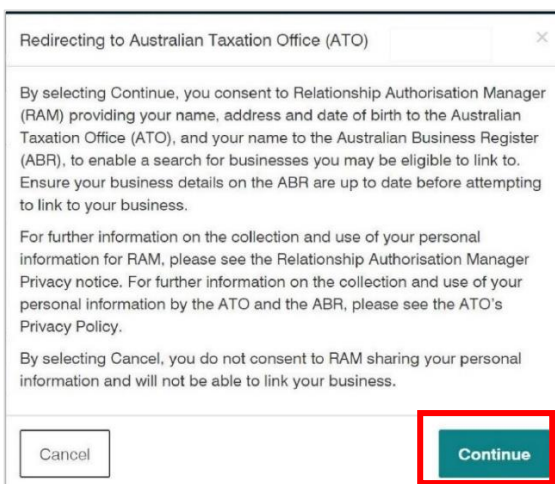 Redirecting to Australian Taxation Office (ATO)
×
By selecting Continue, you consent to Relationship Authorisation Manager
(RAM) providing your name, address and date of birth to the Australian
Taxation Office (ATO), and your name to the Australian Business Register
(ABR), to enable a search for businesses you may be eligible to link to.
Ensure your business details on the ABR are up to date before attempting
to link to your business.
For further information on the collection and use of your personal
information for RAM, please see the Relationship Authorisation Manager
Privacy notice. For further information on the collection and use of your
personal information by the ATO and the ABR, please see the ATO's
Privacy Policy.
By selecting Cancel, you do not consent to RAM sharing your personal
information and will not be able to link your business.
Cancel
Continue